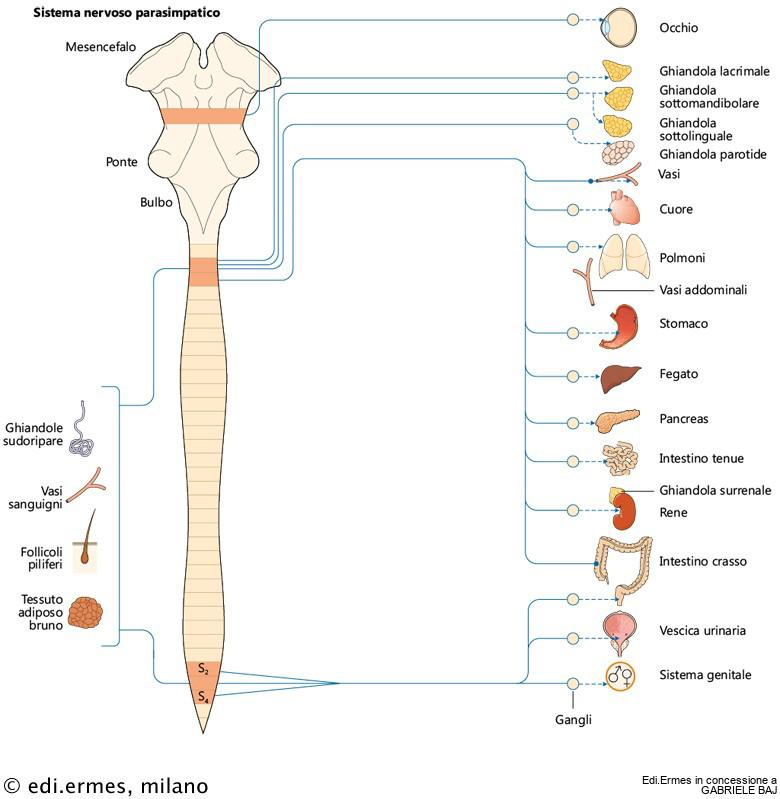 Sistema nervoso parasimpatico
Mesencefalo
Ponte
Bulbo
Occhio
Ghiandola lacrimale
Ghiandola
sottomandibolare
Ghiandola
sottolinguale
Ghiandola parotide
Vasi
Cuore
Polmoni
Vasi addominali
Stomaco
Fegato
Pancreas
Intestino tenue
Ghiandola surrenale
Rene
Intestino crasso
Vescica urinaria
Sistema genitale
Gangli
Ghiandole
sudoripare
Vasi
sanguigni
Follicoli
piliferi
Tessuto
adiposo
bruno
S2
S4
© edi.ermes, milano
Edi.Ermes in concessione a
GABRIELE BAJ